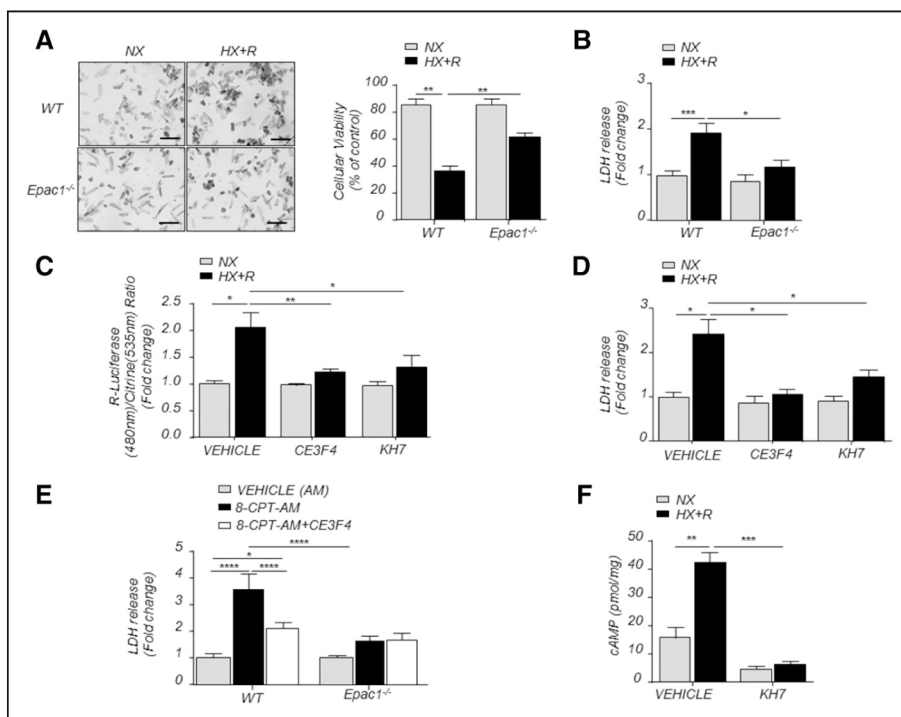 A
NX
HX+R
WT
Epac1-/-
NX
HX+R
Cellular Viability
(% of control)
100
80
60
40
20
0
**
**
WT
Epac1-/-
B
NX
HX+R
LDH release
(Fold change)
3
2
1
0
***
*
WT
Epac1-/-
C
NX
HX+R
R-Luciferase
(480nm)/Citrine(535nm) Ratio
(Fold change)
2.5
2.0
1.5
1.0
0.0
*
**
*
VEHICLE
CE3F4
KH7
D
NX
HX+R
LDH release
(Fold change)
3
2
1
0
*
*
*
VEHICLE
CE3F4
KH7
E
VEHICLE (AM)
8-CPT-AM
8-CPT-AM+CE3F4
LDH release
(Fold change)
5
4
3
2
1
0
****
*
****
****
WT
Epac1-/-
F
NX
HX+R
cAMP (pmol/mg)
50
40
30
20
10
0
**
***
VEHICLE
KH7